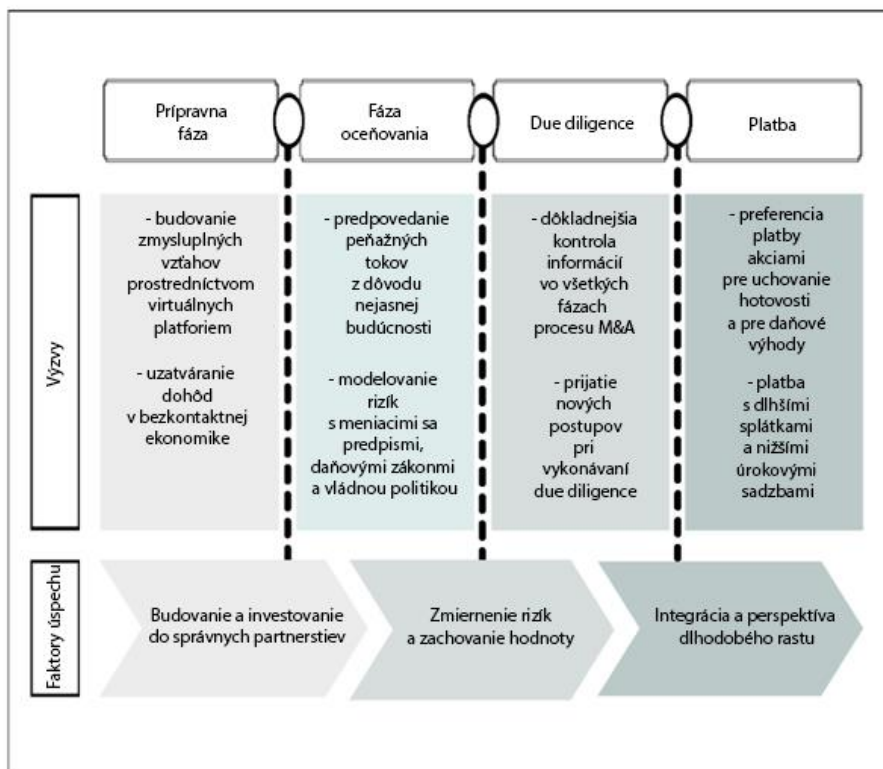 Prípravna
fáza
Fáza
oceňovania
Due diligence
Platba
Výzvy
- budovanie
zmysluplných
vzťahov
prostredníctvom
virtuálnych
platforiem
- uzatváranie
dohôd
v bezkontaktnej
ekonomike
- predpovedanie
peňažných
tokov
z dôvodu
nejasnej
budúcnosti
- modelovanie
rizík
s meniacimi sa
predpismi,
daňovými zákonmi
a vládnou politikou
- dôkladnejšia
kontrola
informácií
vo všetkých
fázach
procesu M&A
- prijatie
nových
postupov
pri
vykonávaní
due diligence
- preferencia
platby
akciami
pre uchovanie
hotovosti
a pre daňové
výhody
- platba
s dlhšími
splátkami
a nižšími
úrokovými
sadzbami
Faktory úspechu
Budovanie a investovanie
do správnych partnerstiev
Zmiernenie rizík
a zachovanie hodnoty
Integrácia a perspektíva
dlhodobého rastu